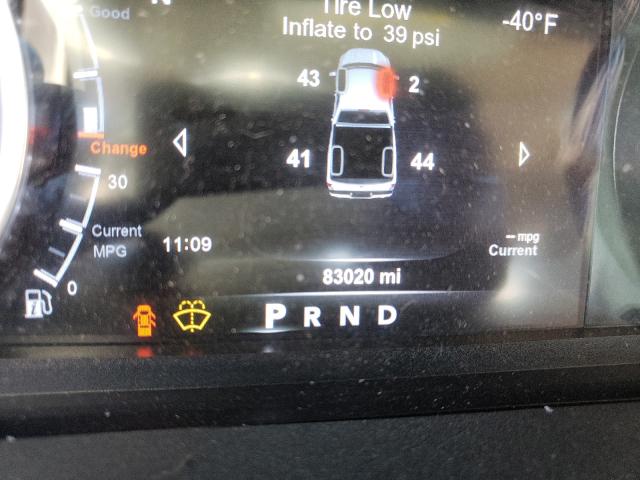 Good
N
Tire Low
-40°F
Inflate to 39 psi
43
2
Change
41
44
30
Current
MPG
11:09
-- mpg
Current
0
83020 mi
P R N D